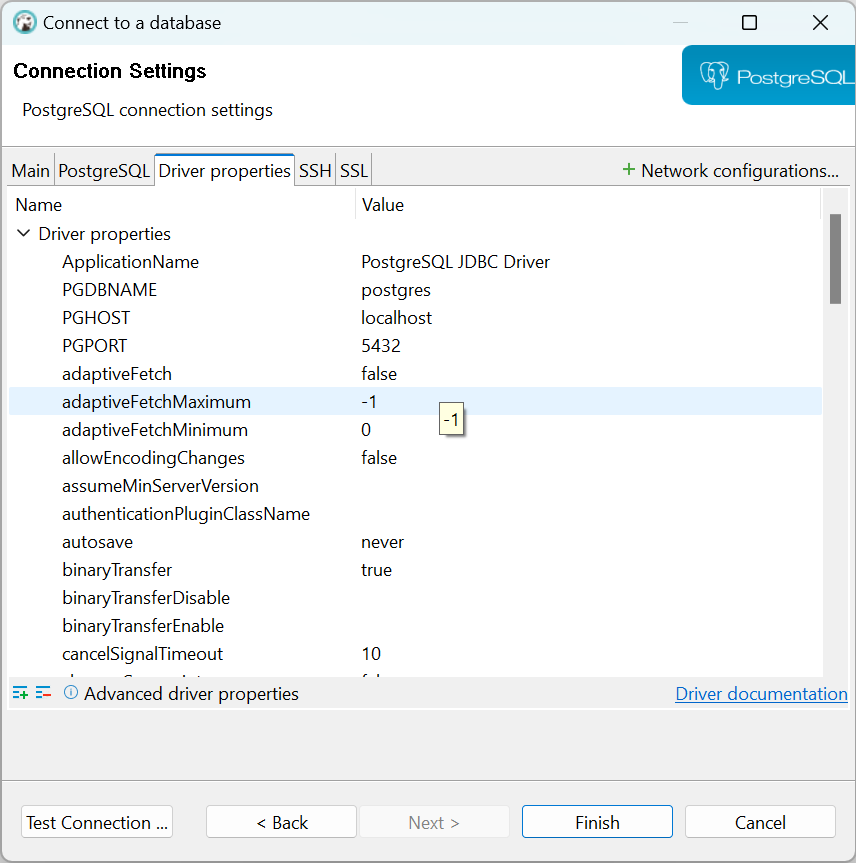 Connect to a database
Connection Settings
PostgreSQL connection settings
PostgreSQL
Main PostgreSQL Driver properties SSH SSL + Network configurations...
Name Value
Driver properties
ApplicationName PostgreSQL JDBC Driver
PGDBNAME postgres
PGHOST localhost
PGPORT 5432
adaptiveFetch false
adaptiveFetchMaximum -1
-1
adaptiveFetchMinimum 0
allowEncodingChanges false
assumeMinServerVersion
authenticationPluginClassName
autosave never
binaryTransfer true
binaryTransferDisable
binaryTransferEnable
cancelSignalTimeout 10
Advanced driver properties Driver documentation
Test Connection ... < Back Next > Finish Cancel